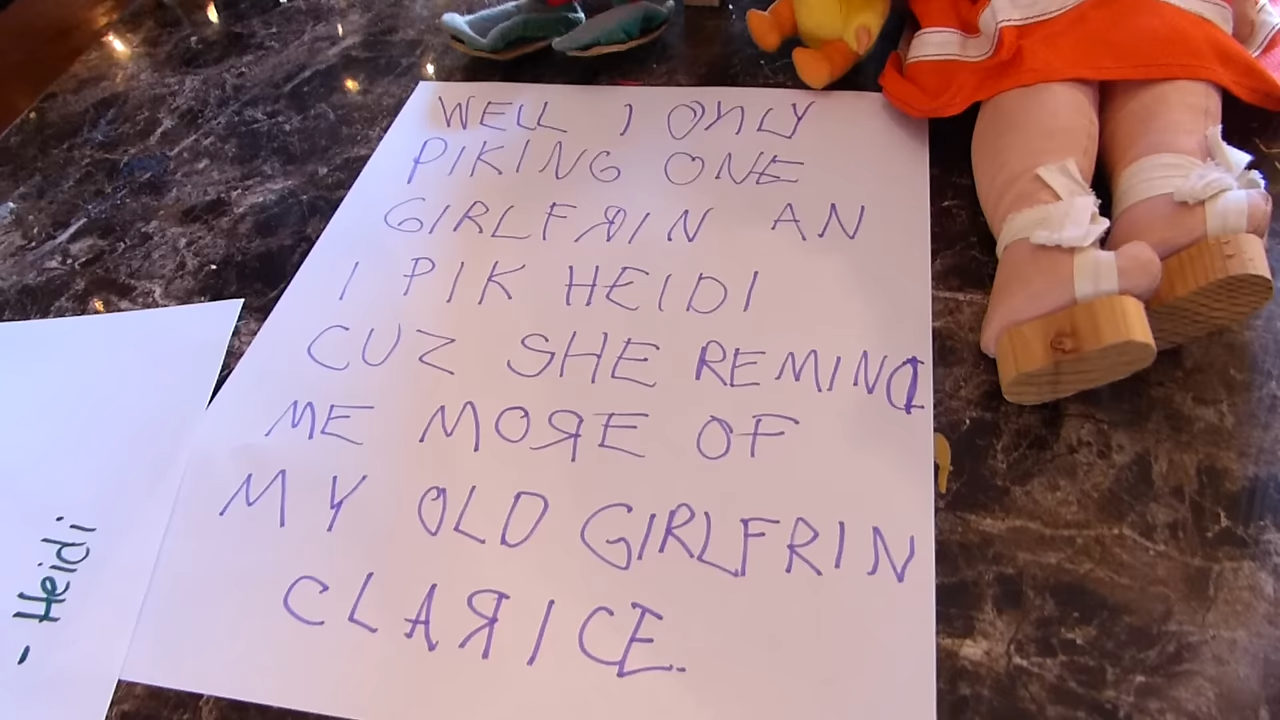 WELL I ONLY
PIKING ONE
GIRLFRIN AN
I PIK HEIDI
CUZ SHE REMIND
ME MORE OF
MY OLD GIRLFRIN
CLARICE.
- Heidi